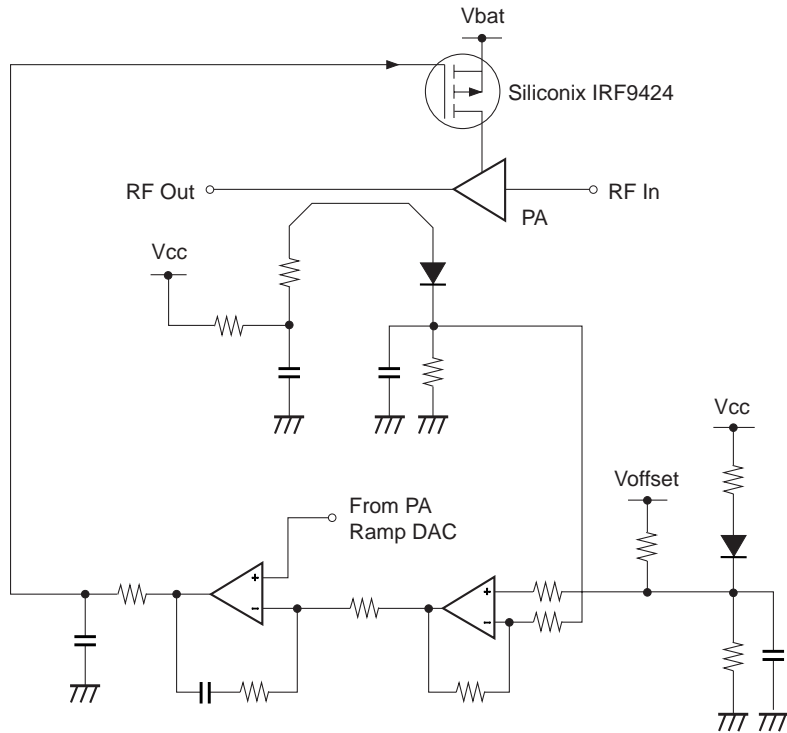 Vbat
Siliconix IRF9424
RF Out
RF In
PA
Vcc
Vcc
Voffset
From PA
Ramp DAC
+
−
+
−